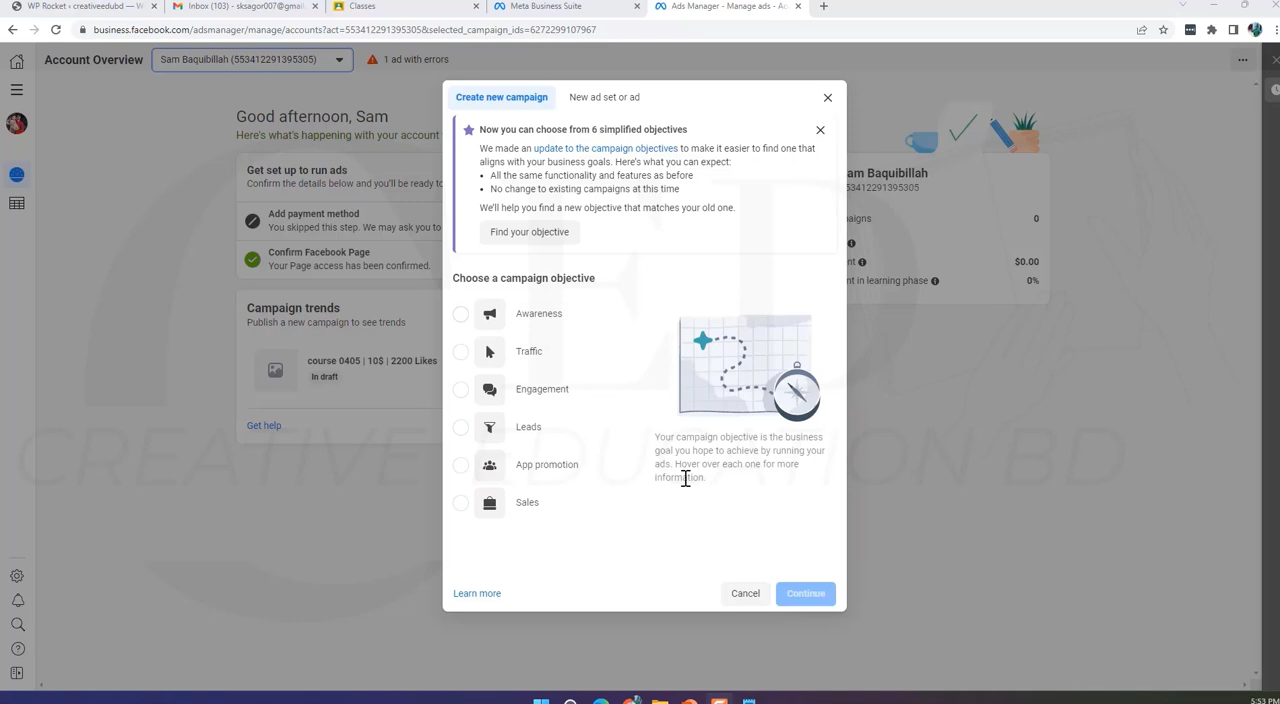 WP Rocket ‹ creativeedubd — W
Inbox (103) - sksagor007@gmail.
Classes
Meta Business Suite
Ads Manager - Manage ads - Ac
business.facebook.com/adsmanager/manage/accounts?act=553412291395305&selected_campaign_ids=6272299107967
Account Overview
Sam Baquibillah (553412291395305)
1 ad with errors
Good afternoon, Sam
Here's what's happening with your account
Get set up to run ads
Confirm the details below and you'll be ready to
Add payment method
You skipped this step. We may ask you to
Confirm Facebook Page
Your Page access has been confirmed.
Campaign trends
Publish a new campaign to see trends
course 0405 | 10$ | 2200 Likes
In draft
Get help
Create new campaign
New ad set or ad
Now you can choose from 6 simplified objectives
We made an update to the campaign objectives to make it easier to find one that
aligns with your business goals. Here's what you can expect:
• All the same functionality and features as before
• No change to existing campaigns at this time
We'll help you find a new objective that matches your old one.
Find your objective
Choose a campaign objective
Awareness
Traffic
Engagement
Leads
App promotion
Sales
Your campaign objective is the business
goal you hope to achieve by running your
ads. Hover over each one for more
information.
Learn more
Cancel
Continue
am Baquibillah
53412291395305
paigns
0
nt
$0.00
nt in learning phase
0%
CREATIVE EDUCATION BD
5:53 PM